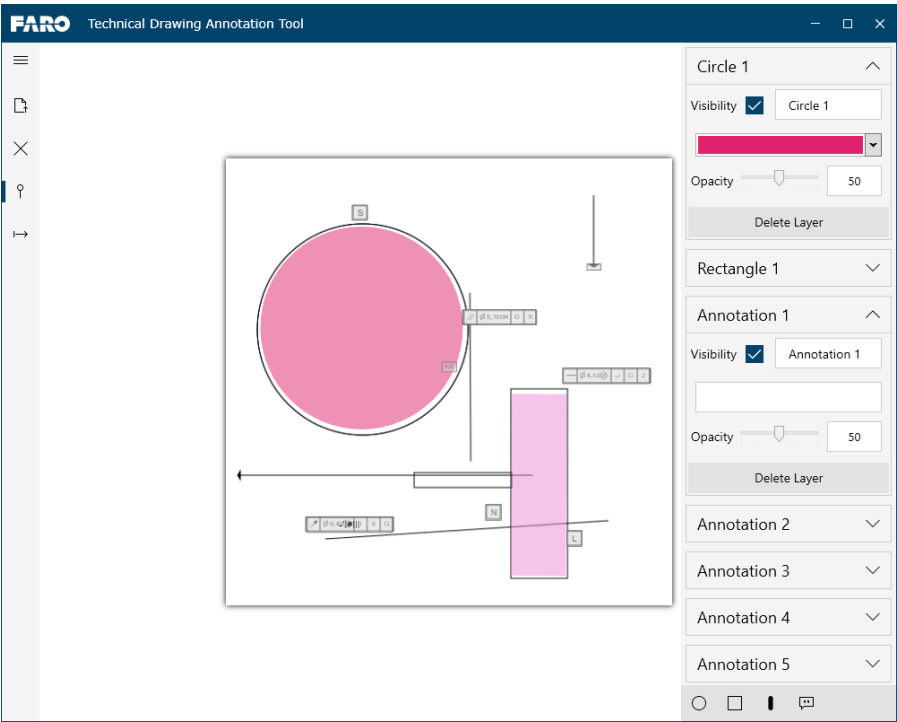 FARO Technical Drawing Annotation Tool
Circle 1
Visibility Circle 1
Opacity 50
Delete Layer
Rectangle 1
Annotation 1
Visibility Annotation 1
Opacity 50
Delete Layer
Annotation 2
Annotation 3
Annotation 4
Annotation 5
S
N
L